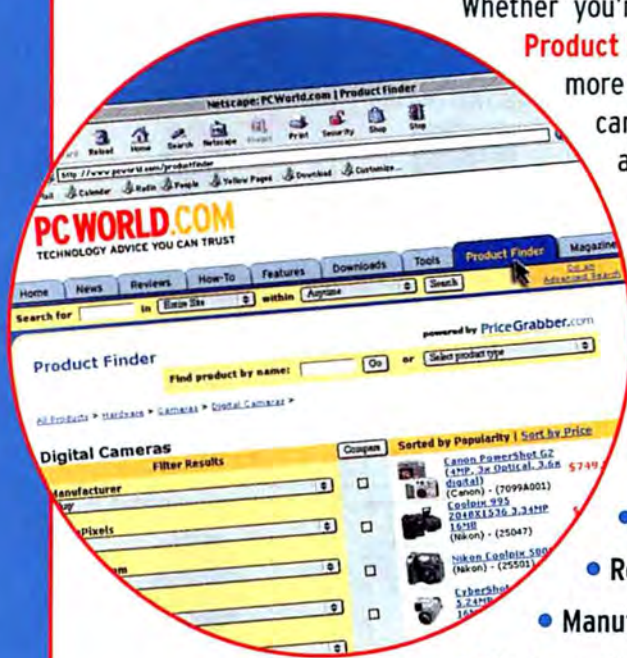 Whether you'r
Product
more
can
a
Netscape: PCWorld.com | Product Finder
Reload Home Search Netscape Print Security Shop Stop
http://www.pcworld.com/productfinder
Mail Calendar Radio People Yellow Pages Download Customize...
PCWORLD.COM
TECHNOLOGY ADVICE YOU CAN TRUST
Home News Reviews How-To Features Downloads Tools Product Finder Magazine
Search for in Entire Site within Anytime Search
Advanced Search
powered by PriceGrabber.com
Product Finder
Find product by name: Go or Select product type
All Products > Hardware > Cameras > Digital Cameras >
Digital Cameras
Filter Results
Compare
Sorted by Popularity | Sort by Price
Manufacturer
Canon PowerShot G2
(4MP, 3x Optical, 3.6x
digital)
$749.
(Canon) - (7099A001)
Pixels
Coolpix 995
2048X1536 3.34MP
16MB
(Nikon) - (25047)
Nikon Coolpix 500
(Nikon) - (25501)
CyberShot
5.24MP
• Re
• Manuf